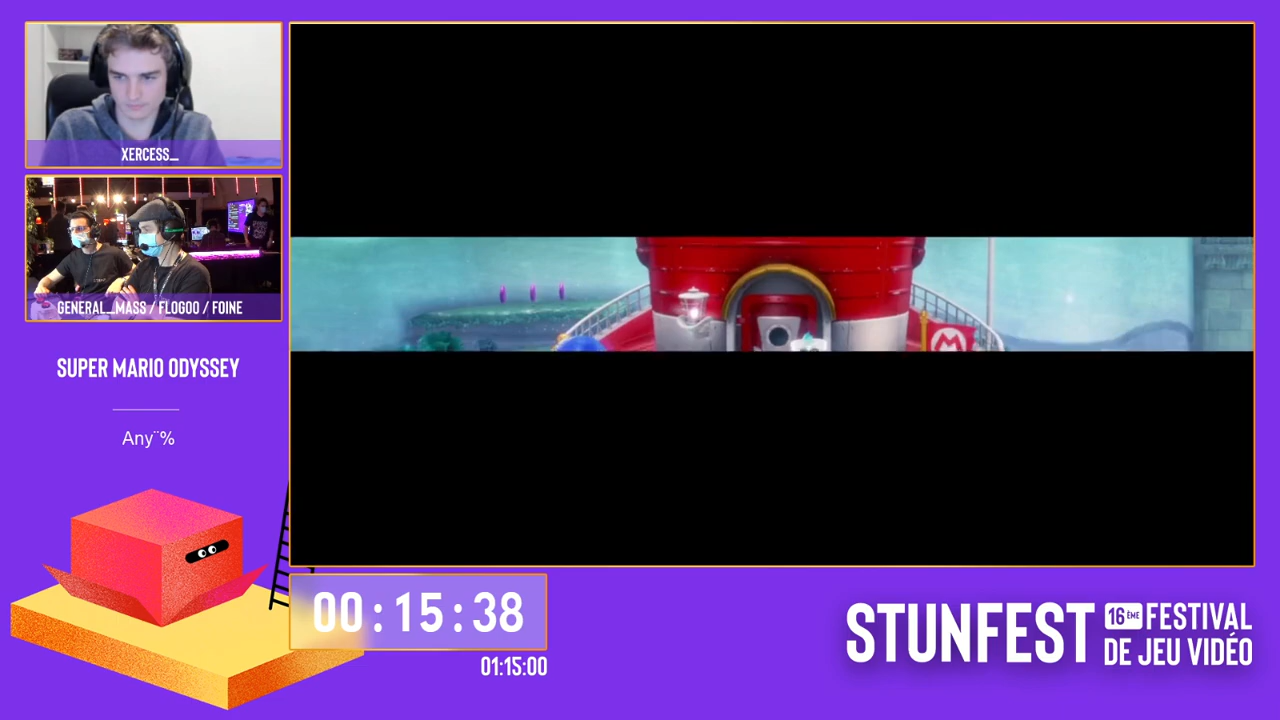 XERCESS_
GENERAL_MASS / FLOGOO / FOINE
SUPER MARIO ODYSSEY
Any¨%
M
00:15:38
01:15:00
STUNFEST 16ÈME FESTIVAL
DE JEU VIDÉO